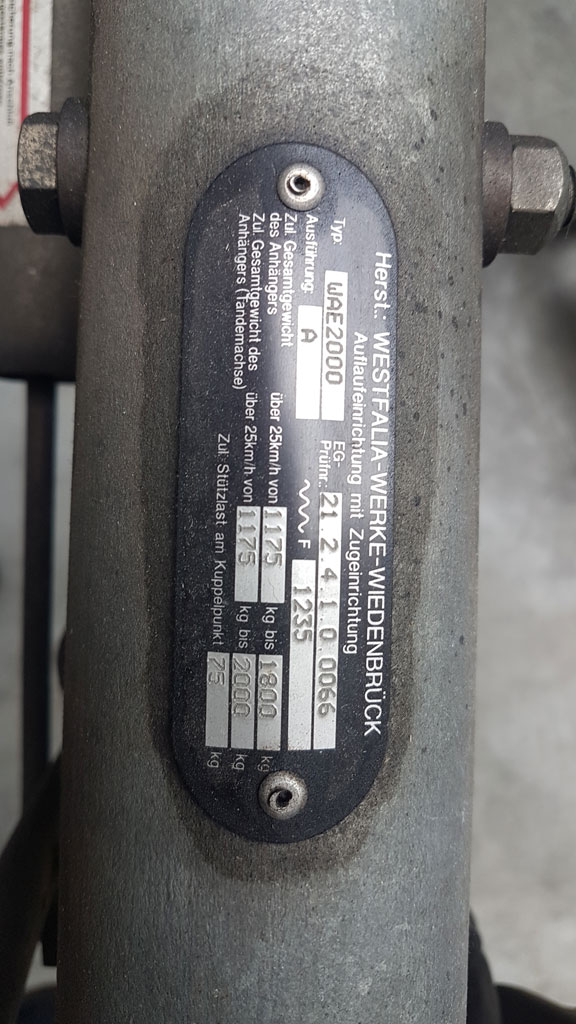 Herst.: WESTFALIA-WERKE-WIEDENBRÜCK
Auflaufeinrichtung mit Zugeinrichtung
Typ: WAE2000 EG-Prüfnr.: 21.2.4.1.0.0066
Ausführung: A F 1235
Zul. Gesamtgewicht
des Anhängers über 25km/h von 1175 kg bis 1800 kg
Zul. Gesamtgewicht des
Anhängers (Tandemachse) über 25km/h von 1175 kg bis 2000 kg
Zul. Stützlast am Kuppelpunkt 75 kg